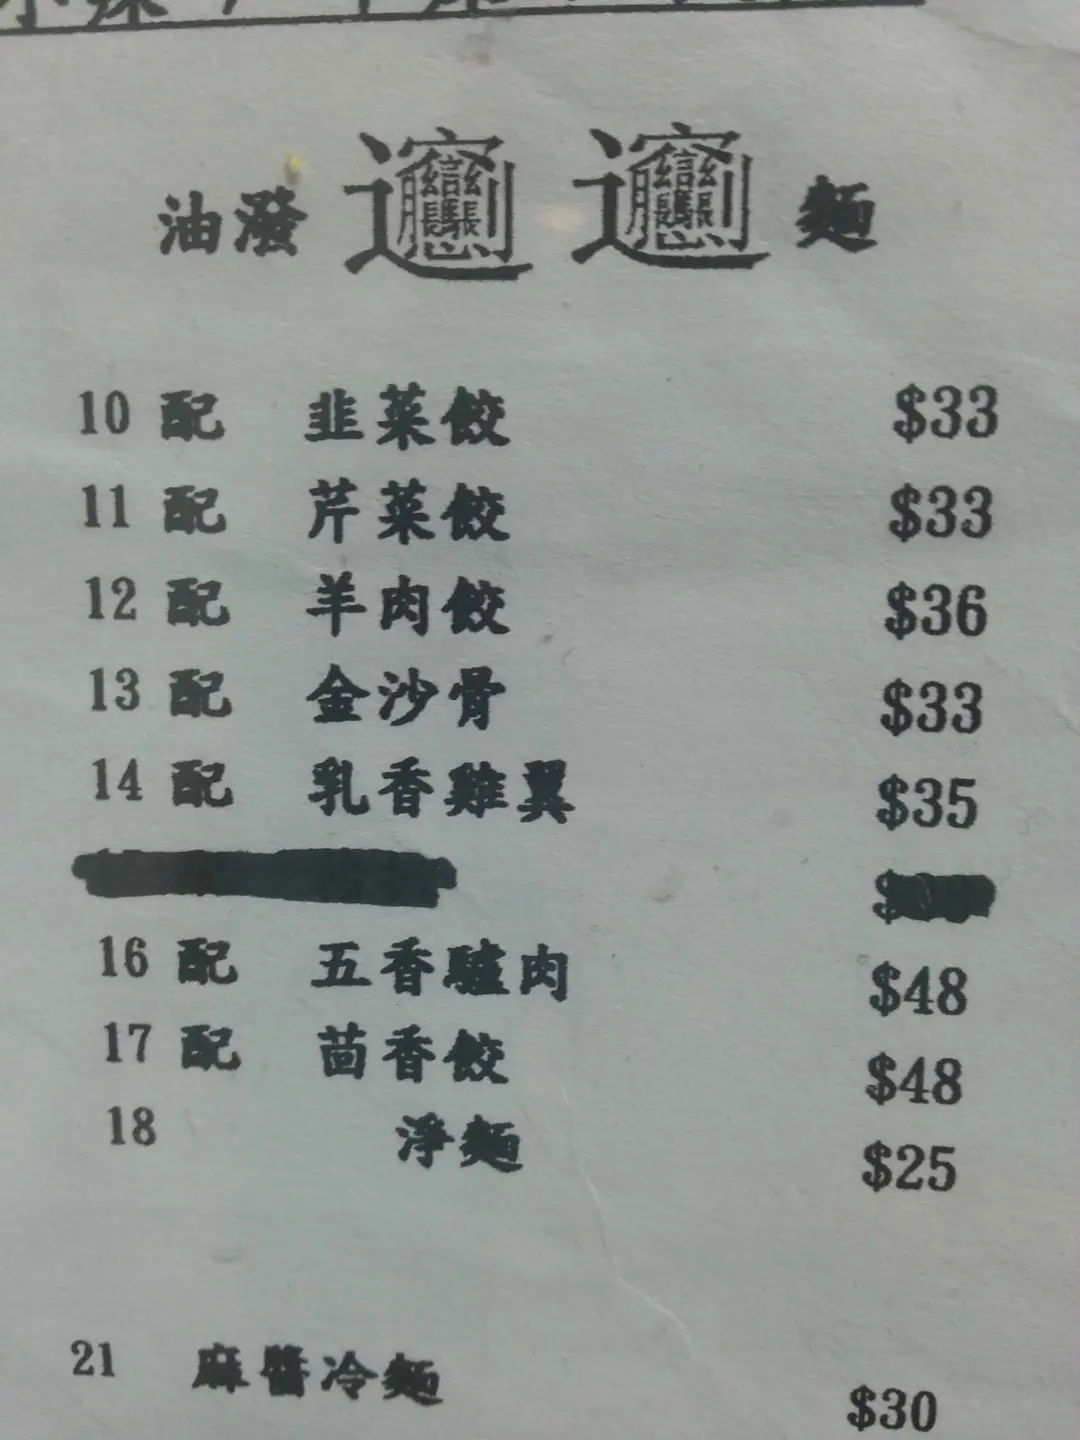 油潑𰻞𰻞麵
10 配 韭菜餃 $33
11 配 芹菜餃 $33
12 配 羊肉餃 $36
13 配 金沙骨 $33
14 配 乳香雞翼 $35
$
16 配 五香驢肉 $48
17 配 茴香餃 $48
18 淨麵 $25
21 麻醬冷麵 $30